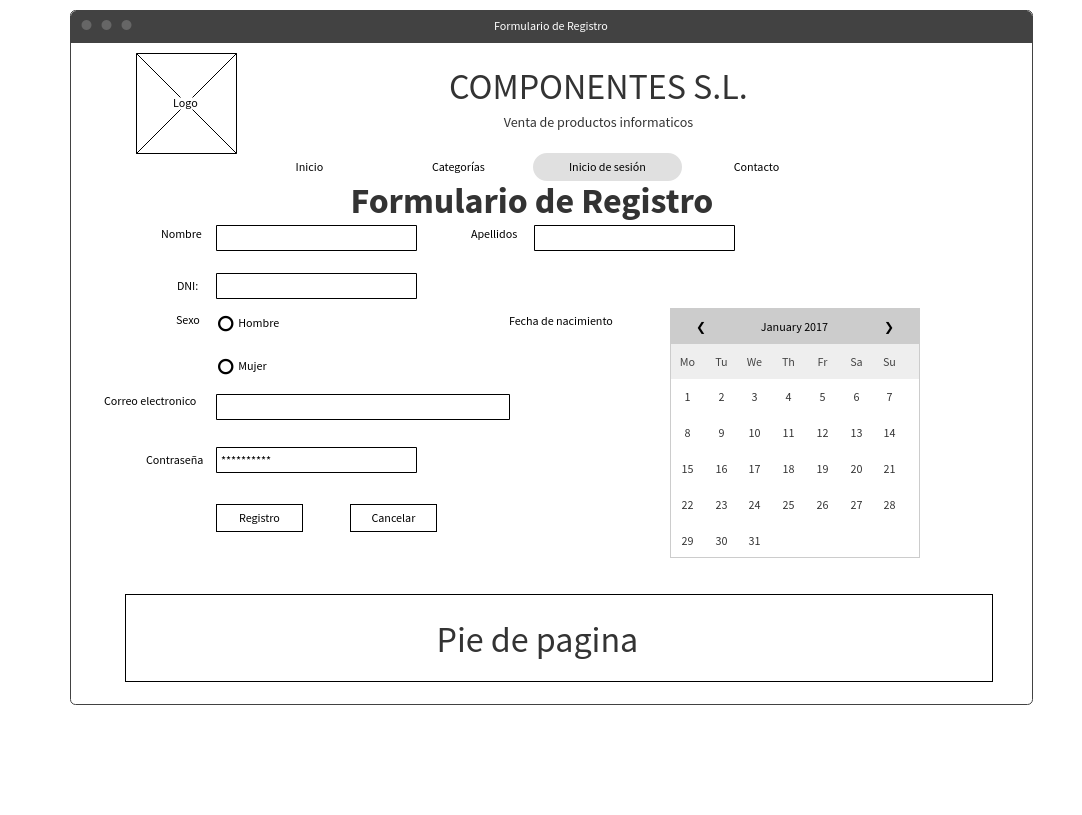 Formulario de Registro
Logo
COMPONENTES S.L.
Venta de productos informaticos
Inicio Categorías Inicio de sesión Contacto
Formulario de Registro
Nombre Apellidos
DNI:
Sexo Hombre Fecha de nacimiento
❮ January 2017 ❯
Mo Tu We Th Fr Sa Su
Mujer
1 2 3 4 5 6 7
Correo electronico
8 9 10 11 12 13 14
Contraseña **********
15 16 17 18 19 20 21
22 23 24 25 26 27 28
Registro Cancelar
29 30 31
Pie de pagina